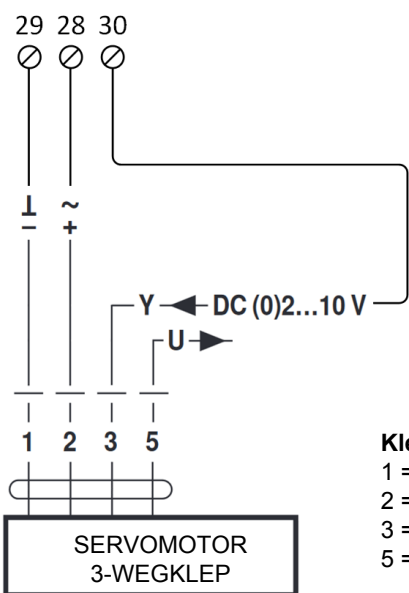 29 28 30
⊥ ~
– +
Y DC (0)2...10 V
U
1 2 3 5
1 =
2 =
3 =
5 =
SERVOMOTOR
3-WEGKLEP